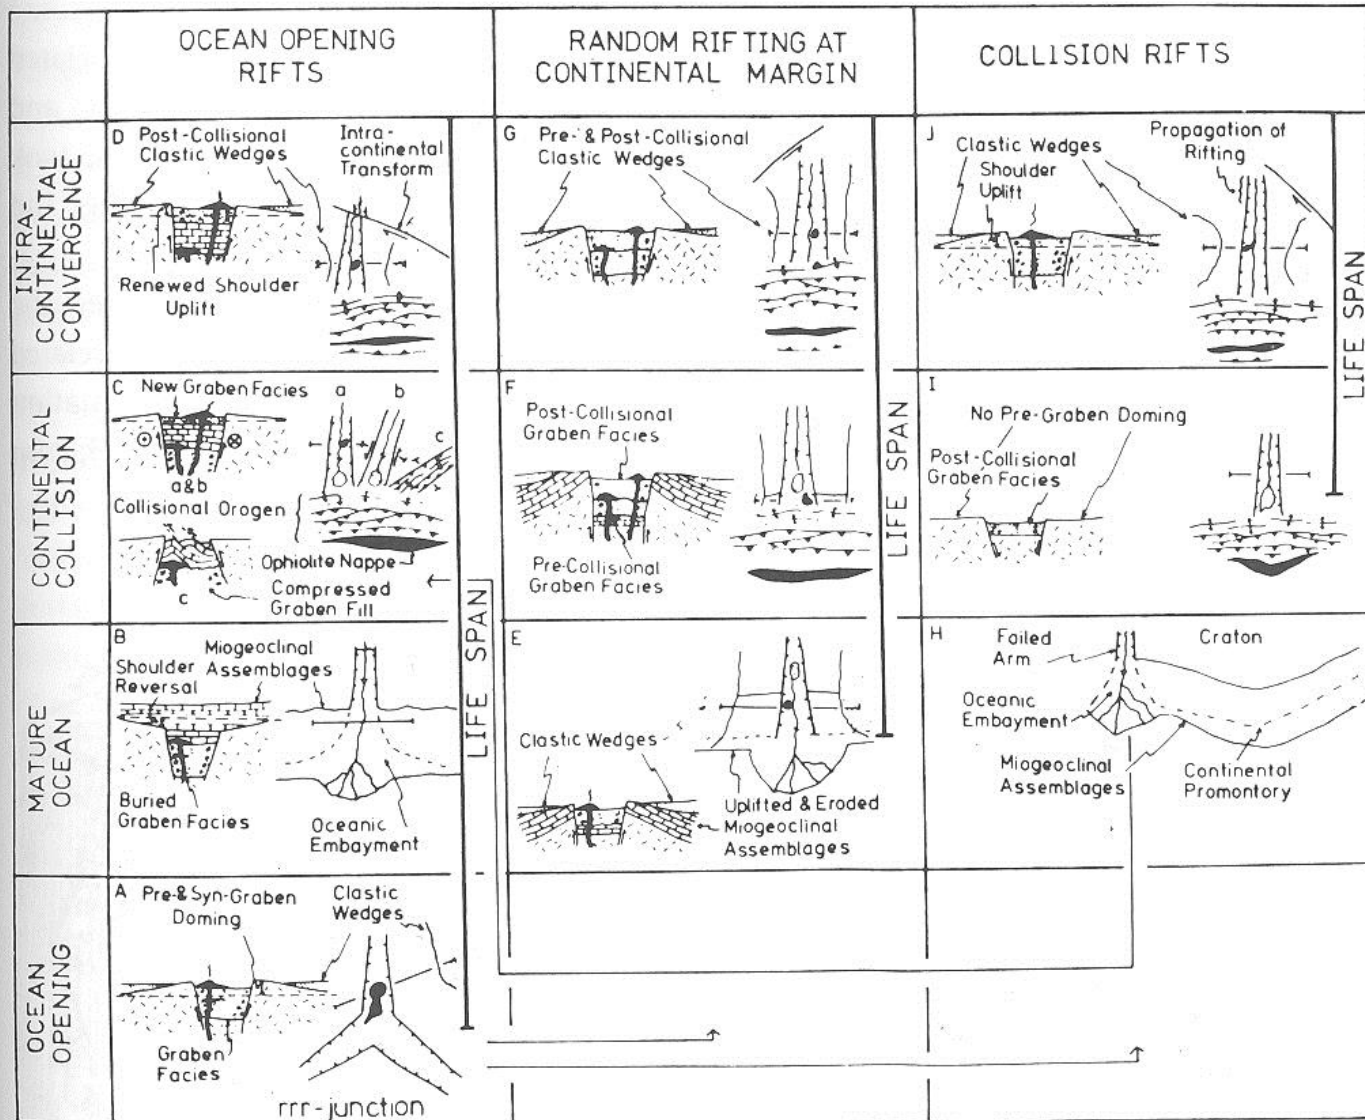 OCEAN OPENING
RIFTS
RANDOM RIFTING AT
CONTINENTAL MARGIN
COLLISION RIFTS
INTRA-
CONTINENTAL
CONVERGENCE
D
Post-Collisional
Clastic Wedges
Intra-
continental
Transform
Renewed Shoulder
Uplift
G
Pre- & Post-Collisional
Clastic Wedges
J
Clastic Wedges
Shoulder
Uplift
Propagation of
Rifting
LIFE SPAN
CONTINENTAL
COLLISION
C
New Graben Facies
a
b
c
a&b
Collisional Orogen
Ophiolite Nappe
c
Compressed
Graben Fill
F
Post-Collisional
Graben Facies
Pre-Collisional
Graben Facies
LIFE SPAN
I
No Pre-Graben Doming
Post-Collisional
Graben Facies
MATURE
OCEAN
B
Miogeoclinal
Assemblages
Shoulder
Reversal
Buried
Graben Facies
Oceanic
Embayment
LIFE SPAN
E
Clastic Wedges
Uplifted & Eroded
Miogeoclinal
Assemblages
H
Failed
Arm
Craton
Oceanic
Embayment
Miogeoclinal
Assemblages
Continental
Promontory
OCEAN
OPENING
A
Pre-& Syn-Graben
Doming
Clastic
Wedges
Graben
Facies
rrr-junction